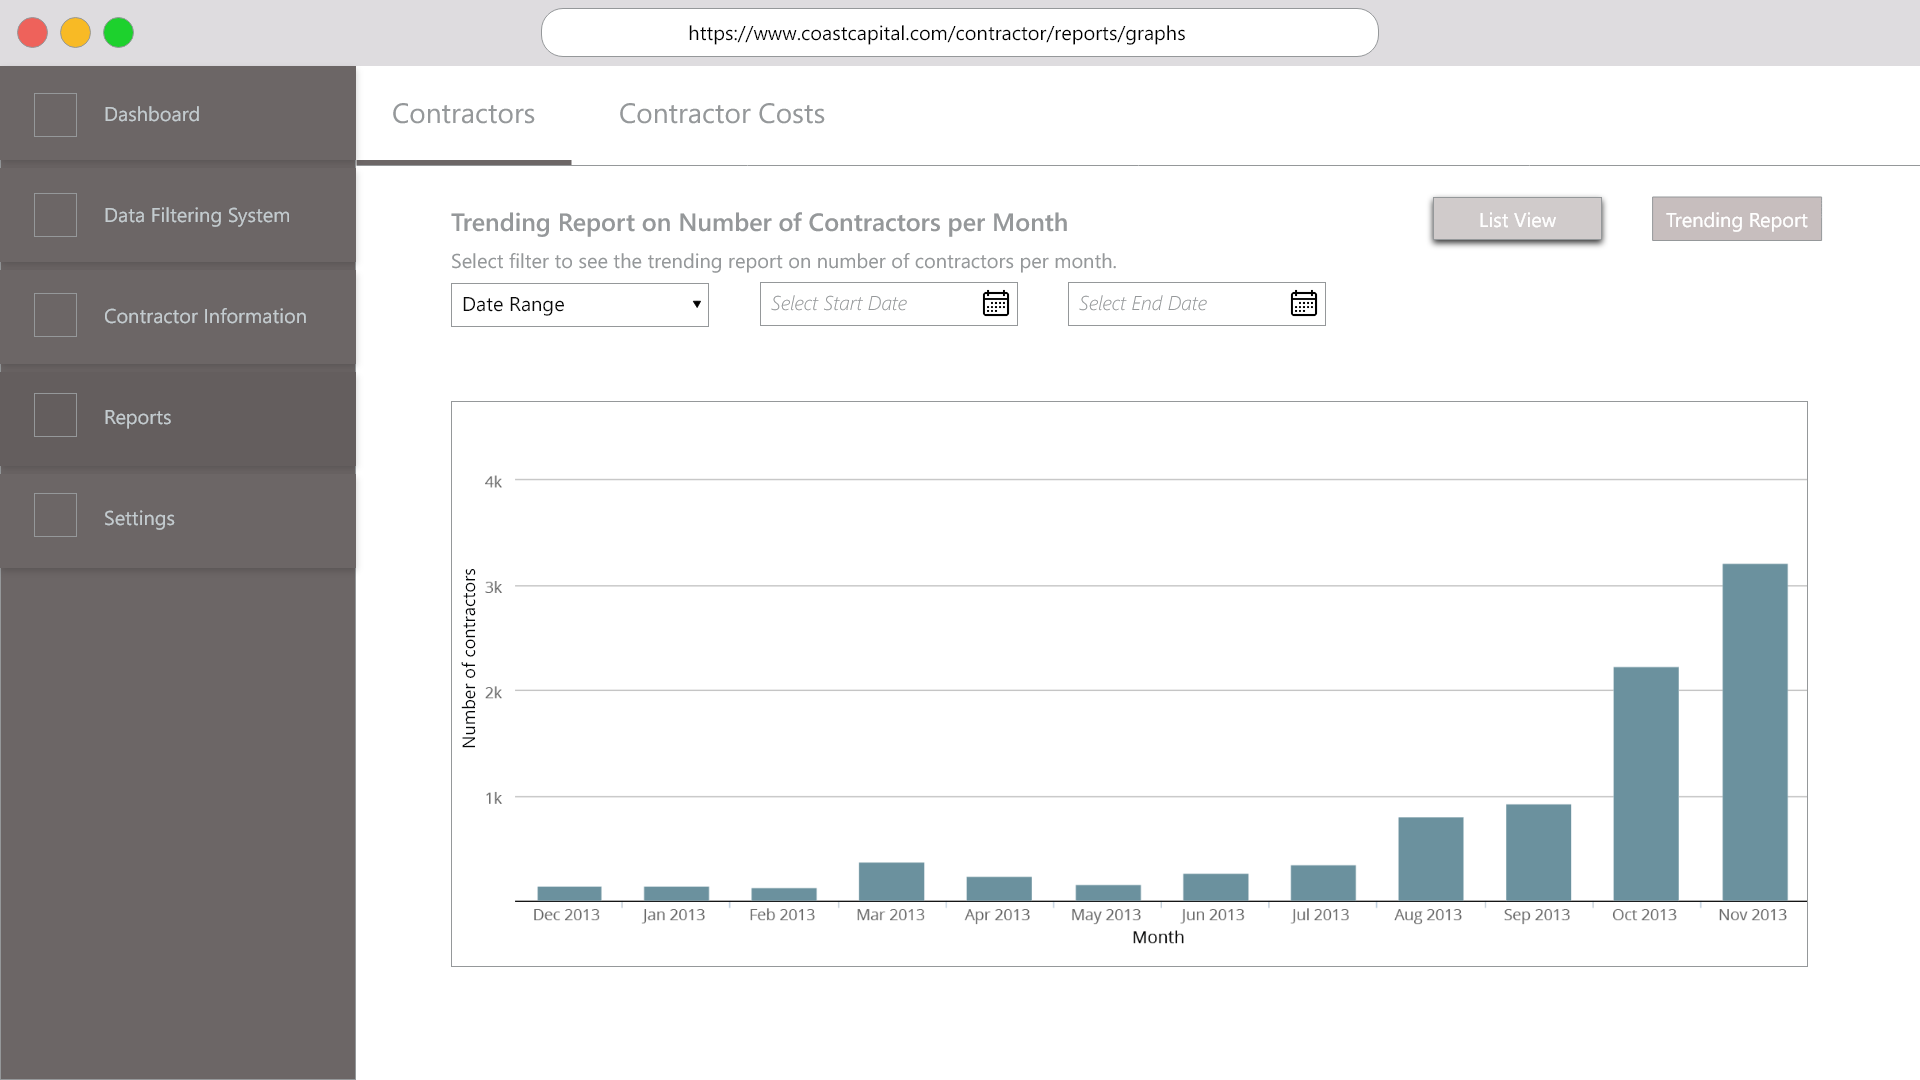 https://www.coastcapital.com/contractor/reports/graphs
Dashboard
Data Filtering System
Contractor Information
Reports
Settings
Contractors
Contractor Costs
Trending Report on Number of Contractors per Month
List View
Trending Report
Select filter to see the trending report on number of contractors per month.
Date Range
Select Start Date
Select End Date
Number of contractors
4k
3k
2k
1k
Dec 2013
Jan 2013
Feb 2013
Mar 2013
Apr 2013
May 2013
Jun 2013
Jul 2013
Aug 2013
Sep 2013
Oct 2013
Nov 2013
Month